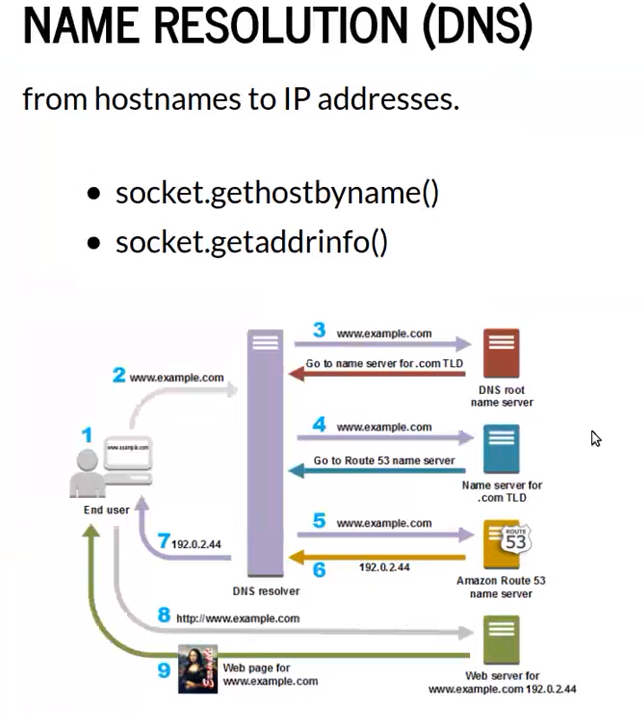 NAME RESOLUTION (DNS)
from hostnames to IP addresses.
socket.gethostbyname()
socket.getaddrinfo()
3 www.example.com
Go to name server for .com TLD
DNS root
name server
2 www.example.com
4 www.example.com
Go to Route 53 name server
Name server for
.com TLD
1
www.example.com
End user
5 www.example.com
ROUTE
53
6 192.0.2.44
Amazon Route 53
name server
7 192.0.2.44
DNS resolver
8 http://www.example.com
9
Example
Web page for
www.example.com
Web server for
www.example.com 192.0.2.44